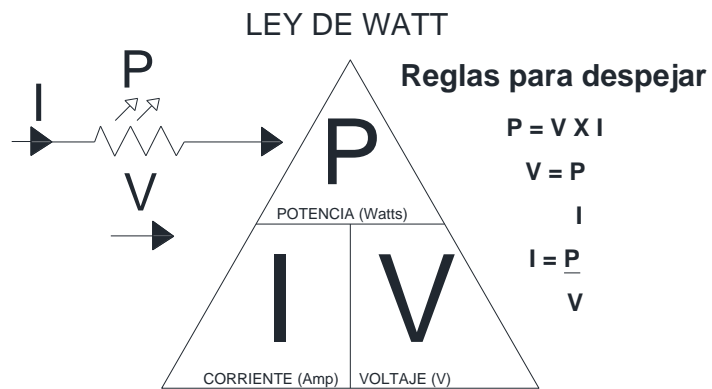 LEY DE WATT
P
I
V
Reglas para despejar
P = V X I
V = P
I
I = P
V
P
POTENCIA (Watts)
I
V
CORRIENTE (Amp)
VOLTAJE (V)